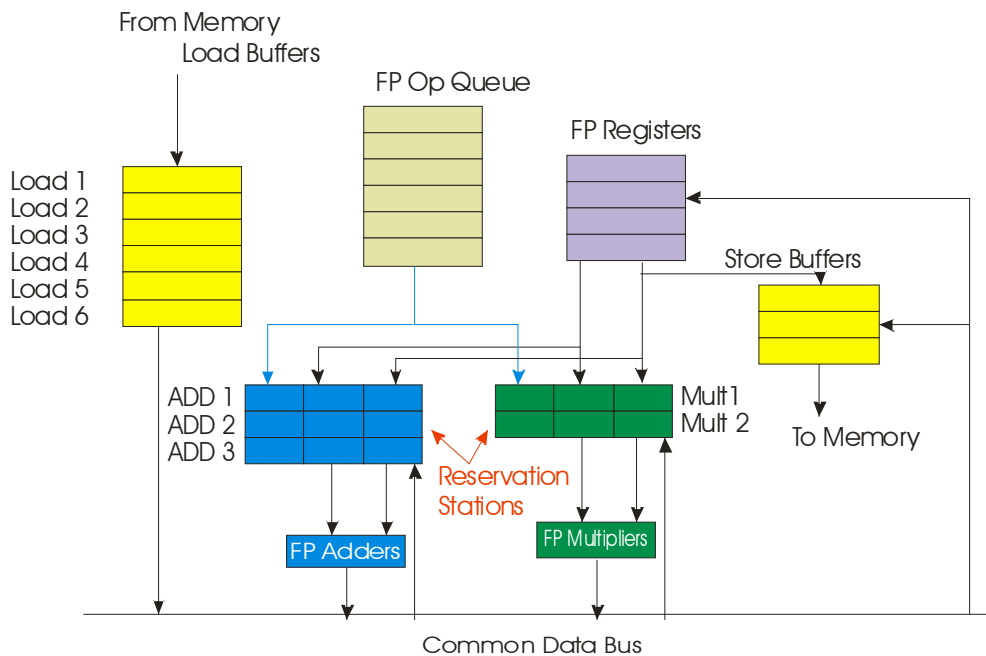 From Memory
Load Buffers
FP Op Queue
FP Registers
Load 1
Load 2
Load 3
Load 4
Load 5
Load 6
Store Buffers
ADD 1
ADD 2
ADD 3
Mult1
Mult 2
To Memory
Reservation
Stations
FP Adders
FP Multipliers
Common Data Bus